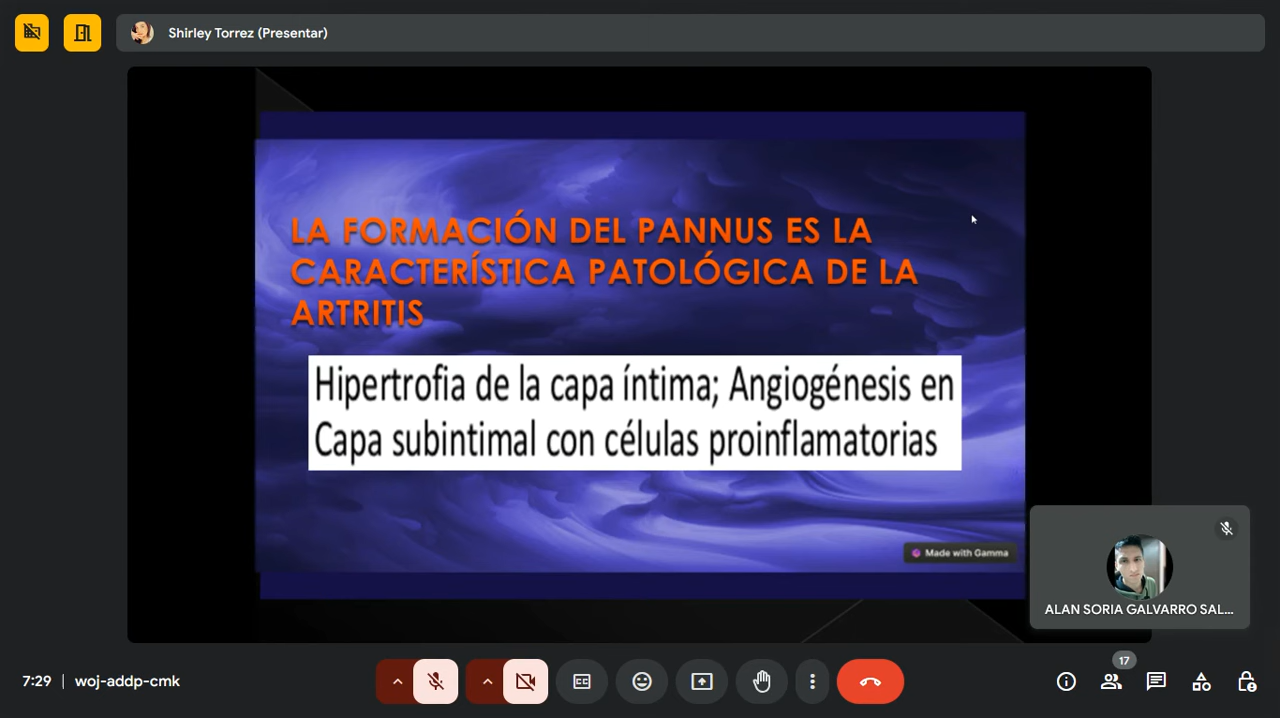 Shirley Torrez (Presentar)
LA FORMACIÓN DEL PANNUS ES LA
CARACTERÍSTICA PATOLÓGICA DE LA
ARTRITIS
Hipertrofia de la capa íntima; Angiogénesis en
Capa subintimal con células proinflamatorias
Made with Gamma
ALAN SORIA GALVARRO SAL...
7:29 | woj-addp-cmk
CC
17